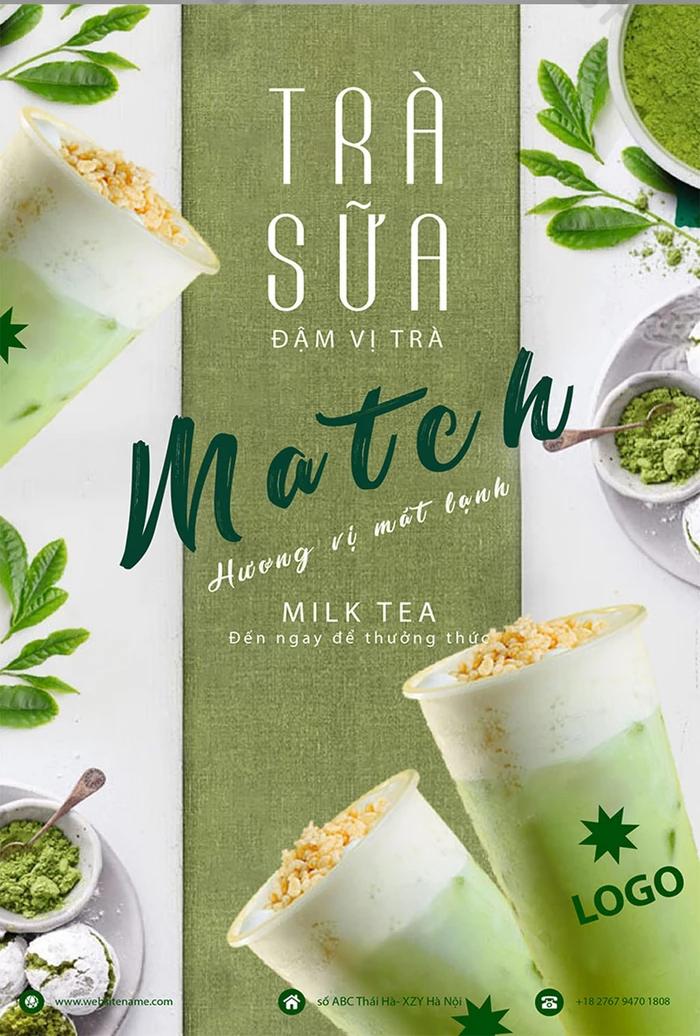 TRÀ
SỮA
ĐẬM VỊ TRÀ
Match
Hương vị mát lạnh
MILK TEA
Đến ngay để thưởng thức
LOGO
www.websitename.com
số ABC Thái Hà- XZY Hà Nội
+18 2767 9470 1808